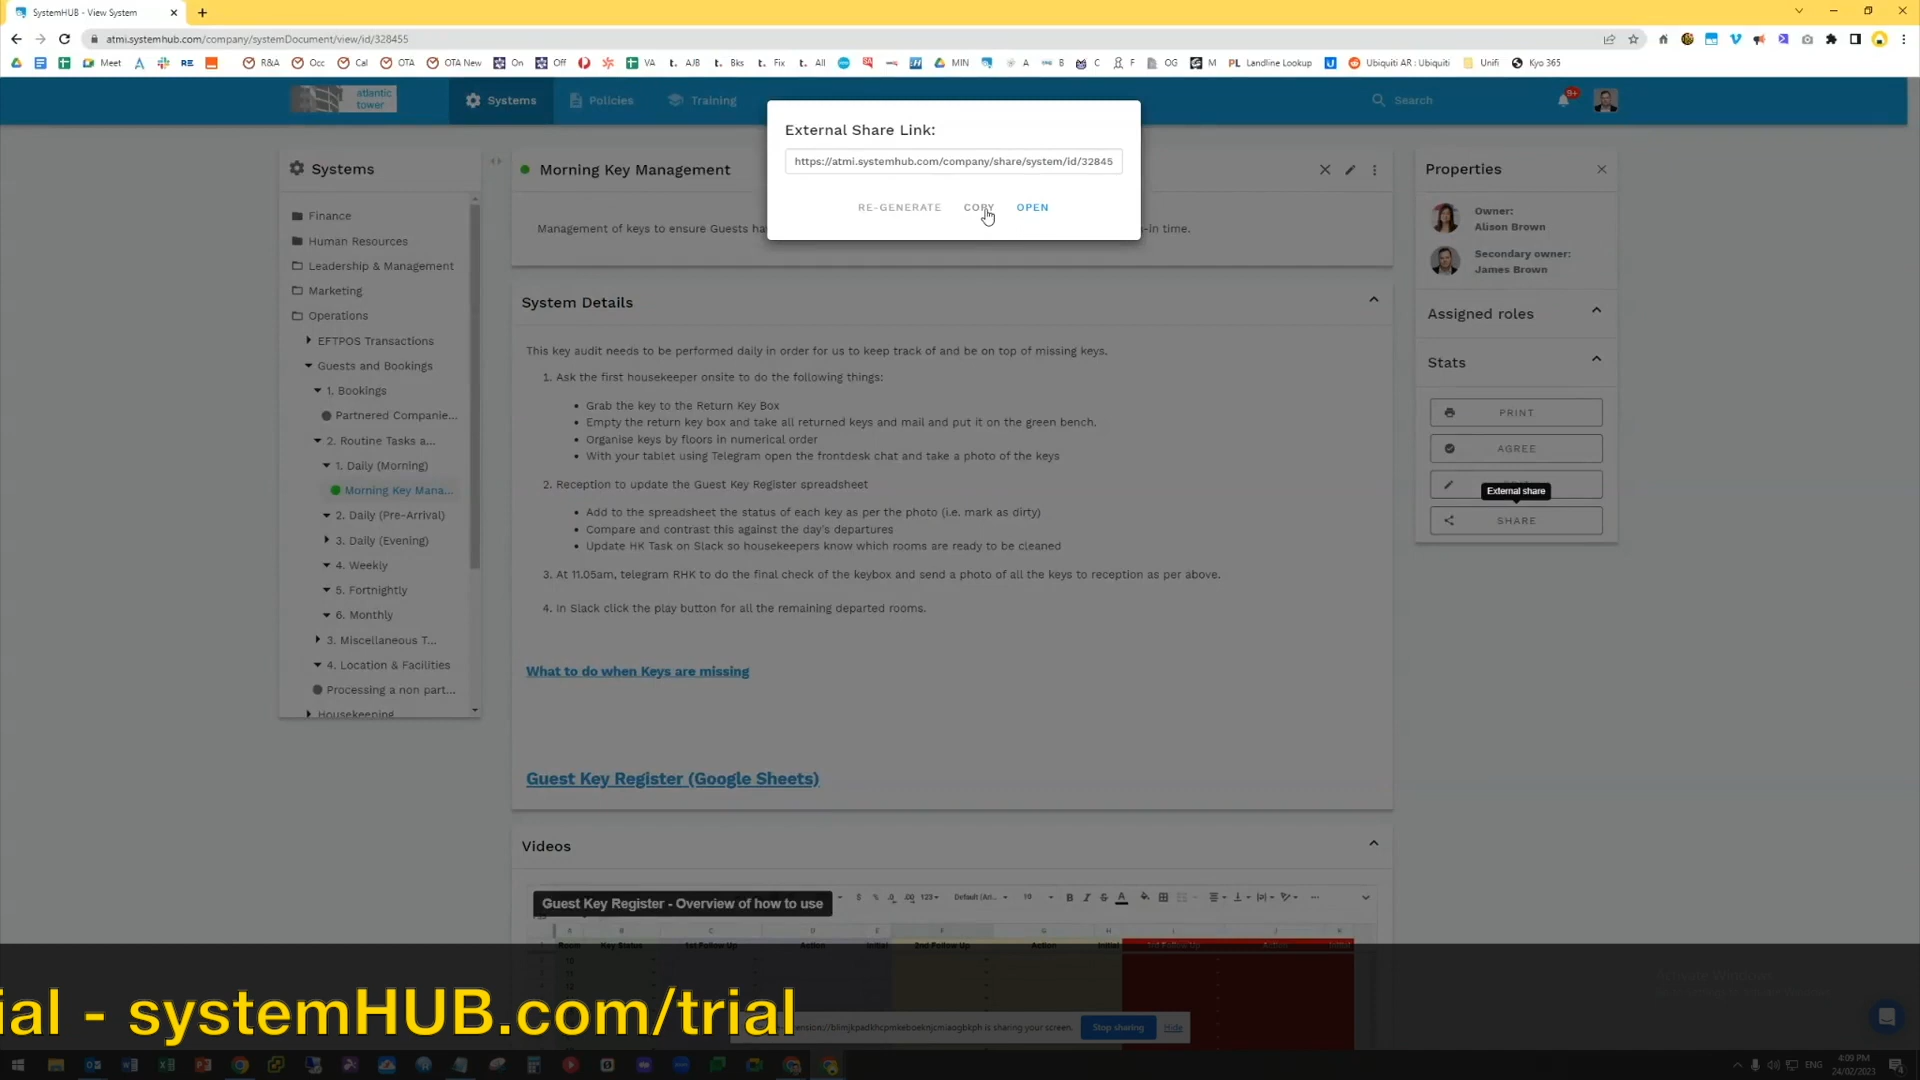 SystemHUB - View System
atmi.systemhub.com/company/systemDocument/view/id/328455
Meet
RE
R&A
Occ
Cal
OTA
OTA New
On
Off
VA
t. AJB
t. Bks
t. Fix
t. All
MIN
A
B
C
F
OG
M
PL Landline Lookup
Ubiquiti AR : Ubiquiti
Unifi
Kyo 365
atlantic
tower
Systems
Policies
Training
Search
9+
External Share Link:
https://atmi.systemhub.com/company/share/system/id/32845
RE-GENERATE
COPY
OPEN
Systems
Finance
Human Resources
Leadership & Management
Marketing
Operations
EFTPOS Transactions
Guests and Bookings
1. Bookings
Partnered Companie...
2. Routine Tasks a...
1. Daily (Morning)
Morning Key Mana...
2. Daily (Pre-Arrival)
3. Daily (Evening)
4. Weekly
5. Fortnightly
6. Monthly
3. Miscellaneous T...
4. Location & Facilities
Processing a non part...
Housekeeping
Morning Key Management
Management of keys to ensure Guests ha
-in time.
System Details
This key audit needs to be performed daily in order for us to keep track of and be on top of missing keys.
1. Ask the first housekeeper onsite to do the following things:
• Grab the key to the Return Key Box
• Empty the return key box and take all returned keys and mail and put it on the green bench.
• Organise keys by floors in numerical order
• With your tablet using Telegram open the frontdesk chat and take a photo of the keys
2. Reception to update the Guest Key Register spreadsheet
• Add to the spreadsheet the status of each key as per the photo (i.e. mark as dirty)
• Compare and contrast this against the day's departures
• Update HK Task on Slack so housekeepers know which rooms are ready to be cleaned
3. At 11.05am, telegram RHK to do the final check of the keybox and send a photo of all the keys to reception as per above.
4. In Slack click the play button for all the remaining departed rooms.
What to do when Keys are missing
Guest Key Register (Google Sheets)
Videos
Guest Key Register - Overview of how to use
Default (Ari...
10
Room
Key Status
1st Follow Up
Action
Initial
2nd Follow Up
Action
Initial
Properties
Owner:
Alison Brown
Secondary owner:
James Brown
Assigned roles
Stats
PRINT
AGREE
External share
SHARE
ial - systemHUB.com/trial
is sharing your screen.
Stop sharing
Hide
ENG
4:09 PM
24/02/2023